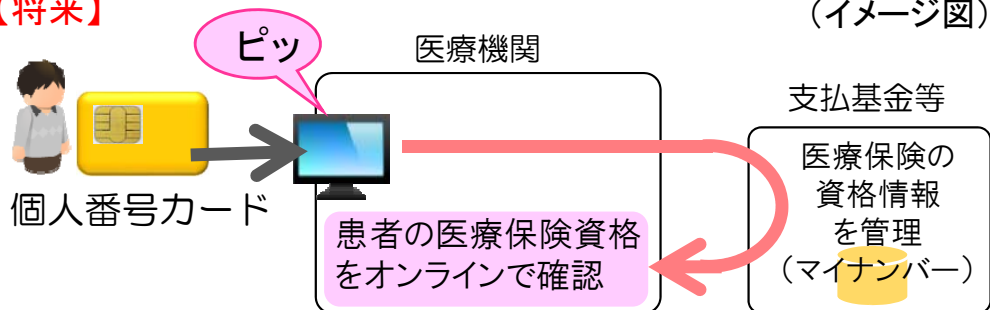 【将来】
（イメージ図）
ピッ
医療機関
支払基金等
個人番号カード
患者の医療保険資格
をオンラインで確認
医療保険の
資格情報
を管理
（マイナンバー）